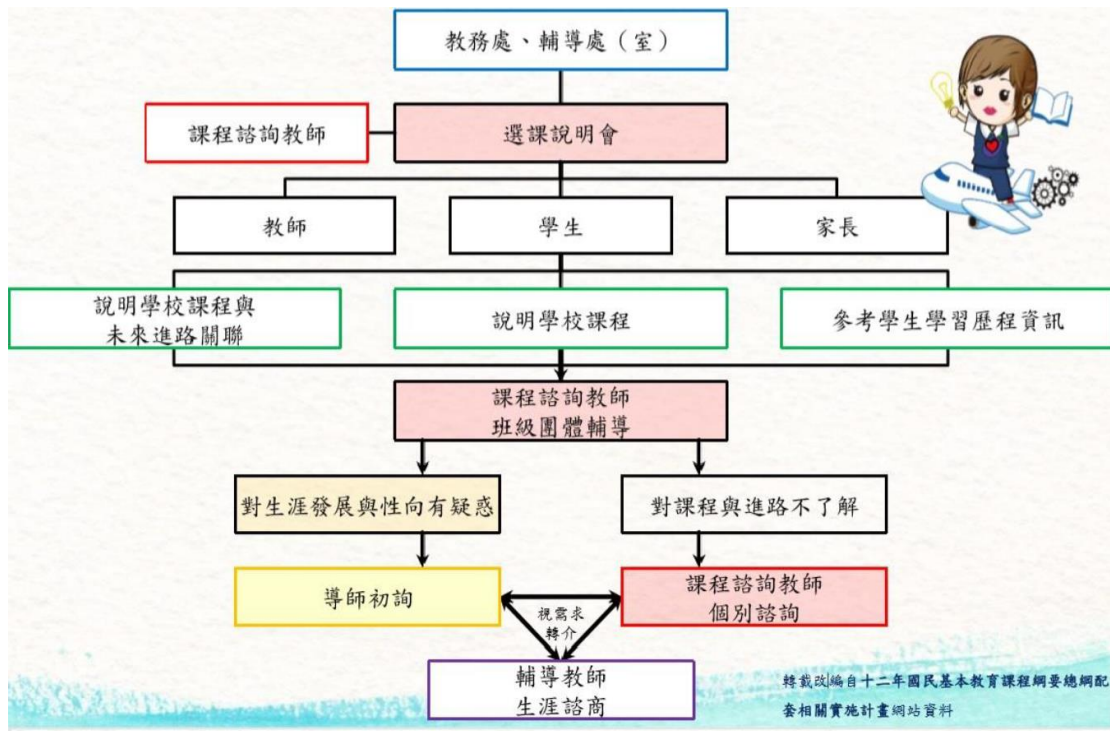 教務處、輔導處（室）
課程諮詢教師
選課說明會
教師
學生
家長
說明學校課程與
未來進路關聯
說明學校課程
參考學生學習歷程資訊
課程諮詢教師
班級團體輔導
對生涯發展與性向有疑惑
對課程與進路不了解
導師初詢
視需求
轉介
課程諮詢教師
個別諮詢
輔導教師
生涯諮商
轉載改編自十二年國民基本教育課程綱要總綱配
套相關實施計畫網站資料